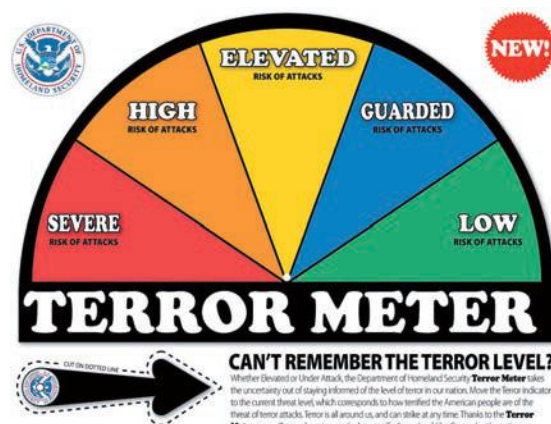 U.S. DEPARTMENT OF
HOMELAND SECURITY
NEW!
ELEVATED
RISK OF ATTACKS
HIGH
RISK OF ATTACKS
GUARDED
RISK OF ATTACKS
SEVERE
RISK OF ATTACKS
LOW
RISK OF ATTACKS
TERROR METER
CUT ON DOTTED LINE
CAN'T REMEMBER THE TERROR LEVEL?
Whether Elevated or Under Attack, the Department of Homeland Security Terror Meter takes
the uncertainty out of staying informed of the level of terror in our nation. Move the Terror Indicator
to the current threat level, which corresponds to how terrified the American people are of the
threat of terror attacks. Terror is all around us, and can strike at any time. Thanks to the Terror